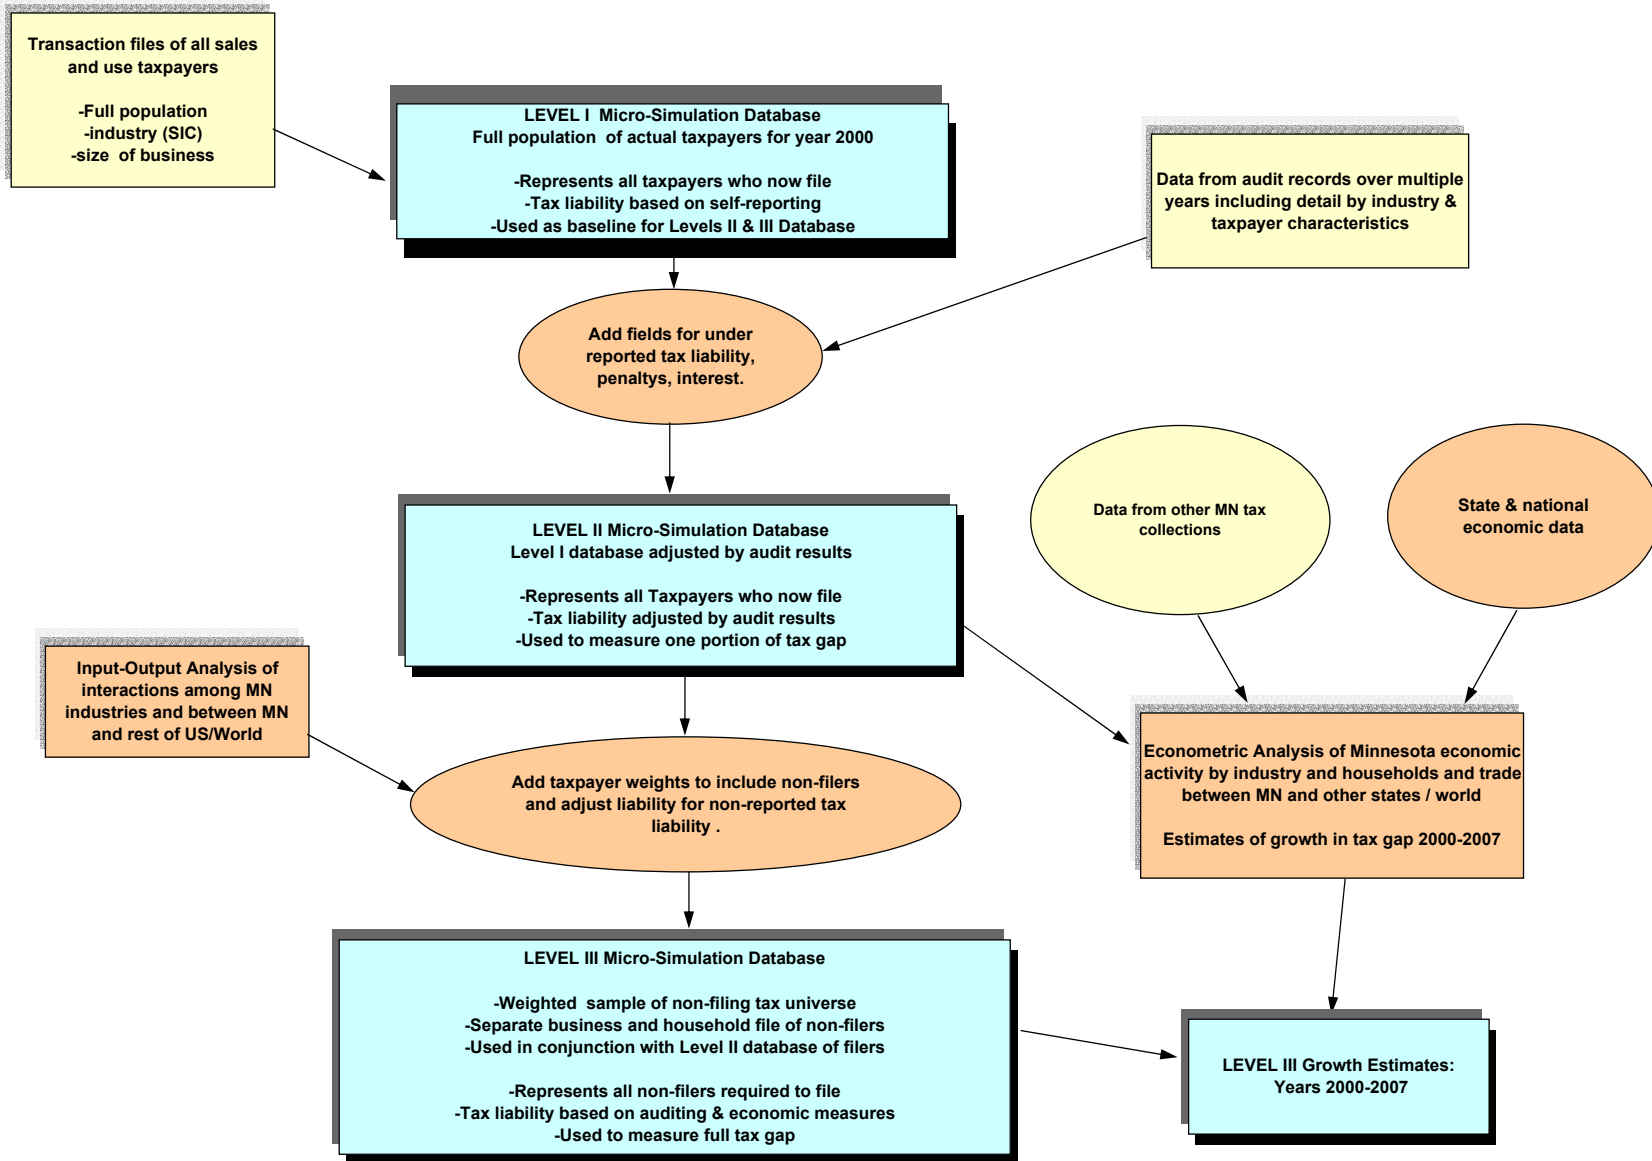 Transaction files of all sales
and use taxpayers
-Full population
-industry (SIC)
-size of business
LEVEL I Micro-Simulation Database
Full population of actual taxpayers for year 2000
-Represents all taxpayers who now file
-Tax liability based on self-reporting
-Used as baseline for Levels II & III Database
Data from audit records over multiple
years including detail by industry &
taxpayer characteristics
Add fields for under
reported tax liability,
penaltys, interest.
LEVEL II Micro-Simulation Database
Level I database adjusted by audit results
-Represents all Taxpayers who now file
-Tax liability adjusted by audit results
-Used to measure one portion of tax gap
Data from other MN tax
collections
State & national
economic data
Input-Output Analysis of
interactions among MN
industries and between MN
and rest of US/World
Add taxpayer weights to include non-filers
and adjust liability for non-reported tax
liability .
Econometric Analysis of Minnesota economic
activity by industry and households and trade
between MN and other states / world
Estimates of growth in tax gap 2000-2007
LEVEL III Micro-Simulation Database
-Weighted sample of non-filing tax universe
-Separate business and household file of non-filers
-Used in conjunction with Level II database of filers
-Represents all non-filers required to file
-Tax liability based on auditing & economic measures
-Used to measure full tax gap
LEVEL III Growth Estimates:
Years 2000-2007